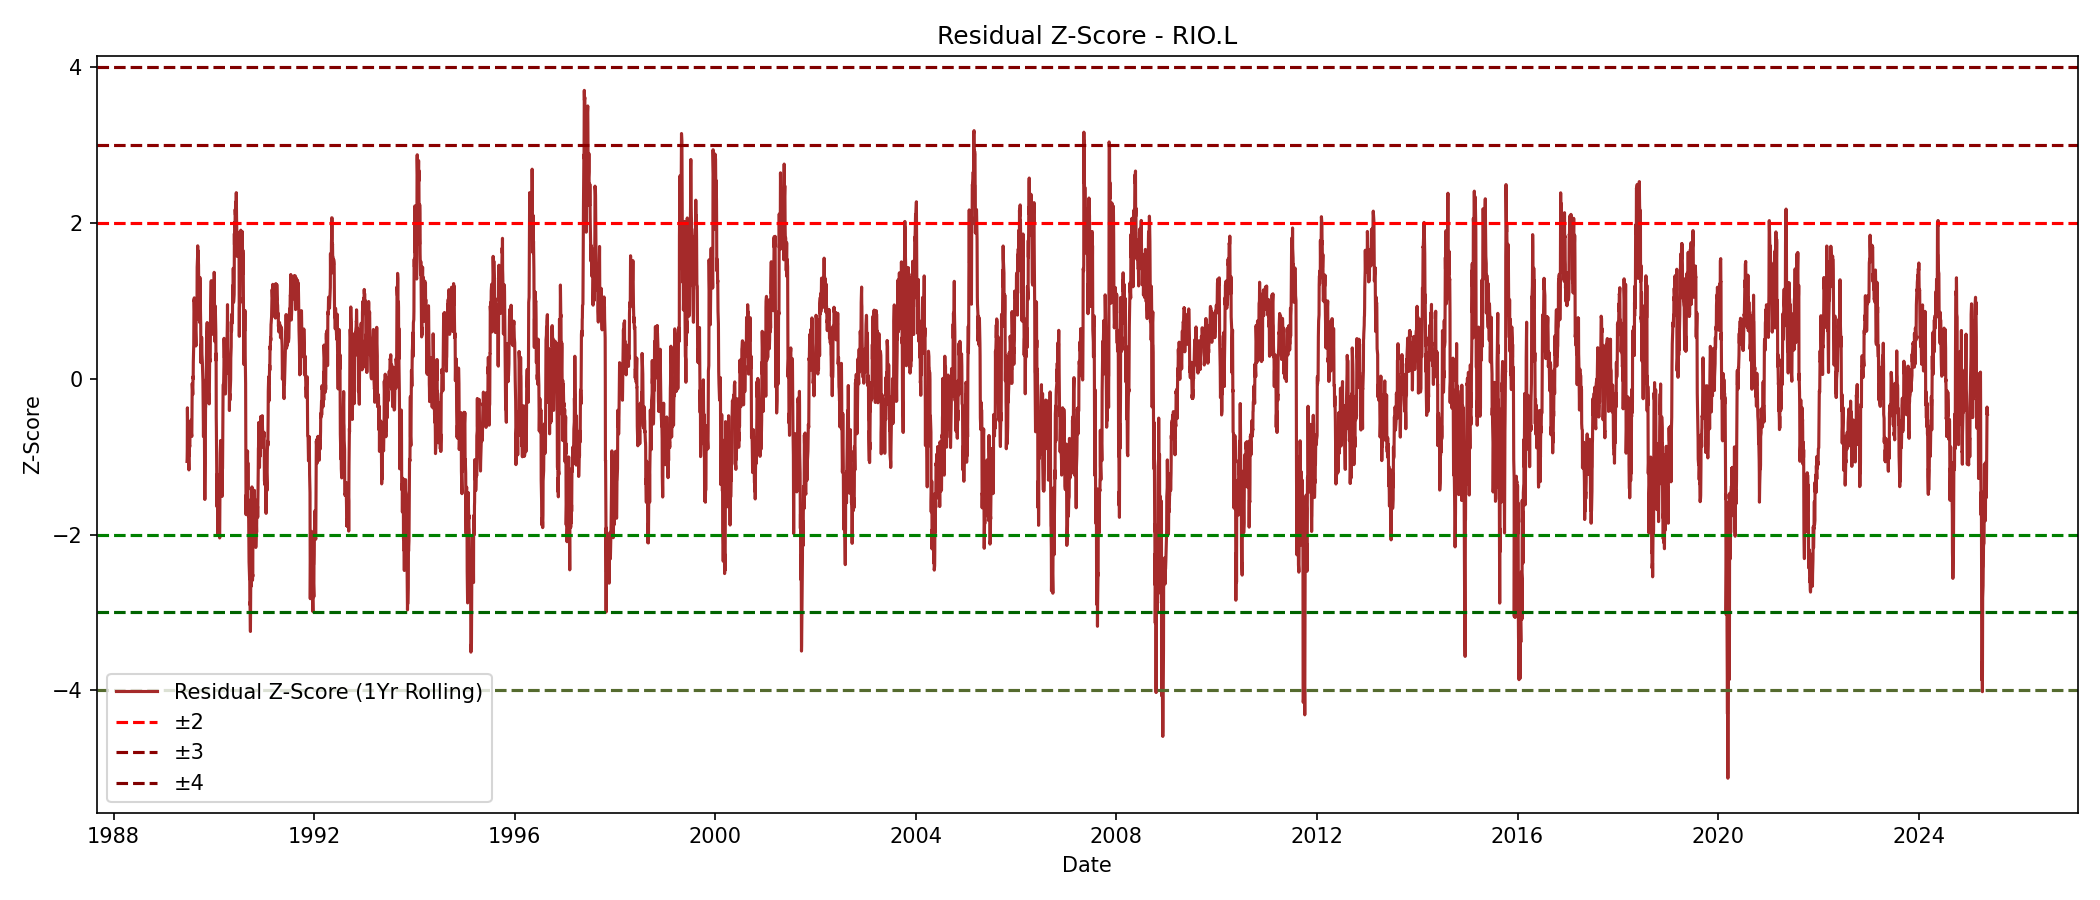 Residual Z-Score - RIO.L
Z-Score
4
2
0
−2
−4
Residual Z-Score (1Yr Rolling)
±2
±3
±4
1988 1992 1996 2000 2004 2008 2012 2016 2020 2024
Date